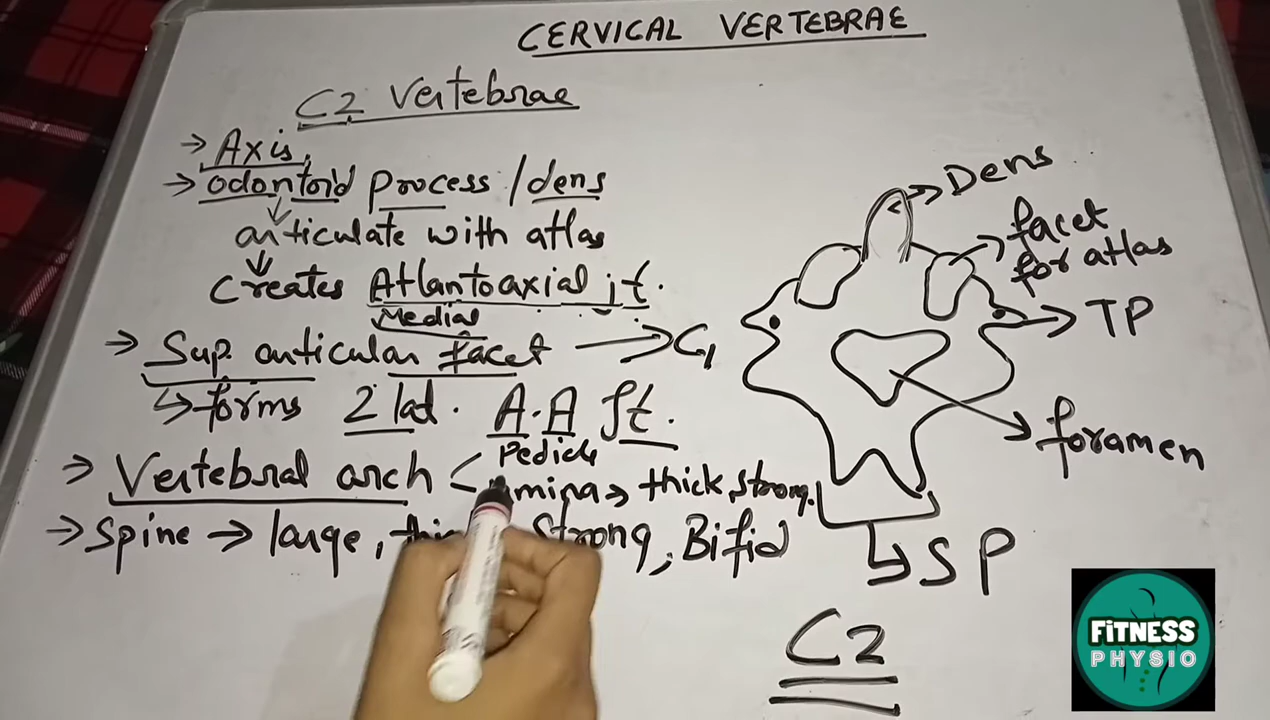 CERVICAL VERTEBRAE
C2 Vertebrae
→ Axis,
→ odontoid process / dens
articulate with atlas
creates Atlantoaxial jt.
Medial
→ Sup. articular facet → C1
↳ forms 2 lat. A.A Jt.
→ Vertebral arch < Pedicle
→ thick, strong.
→ Spine → large, strong, Bifid
Dens
facet
for atlas
TP
foramen
SP
C2
FiTNESS
PHYSIO